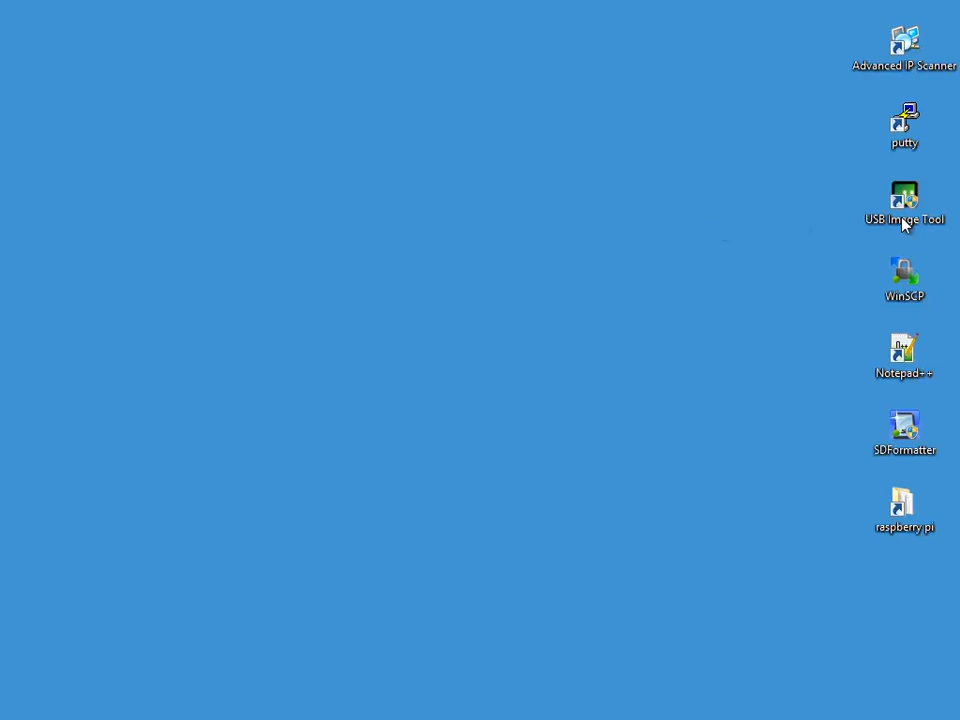 Advanced IP Scanner
putty
USB Image Tool
WinSCP
Notepad++
SDFormatter
raspberry pi